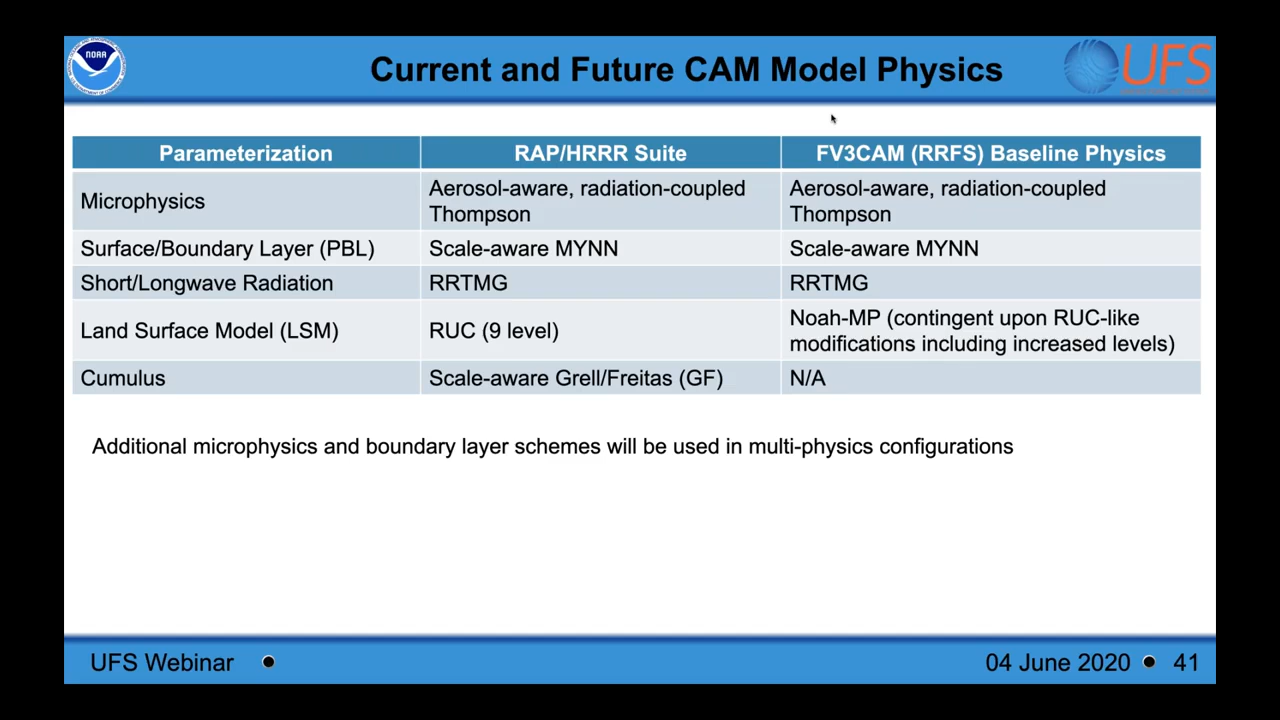 NOAA
Current and Future CAM Model Physics
UFS
Parameterization
RAP/HRRR Suite
FV3CAM (RRFS) Baseline Physics
Microphysics
Aerosol-aware, radiation-coupled
Thompson
Aerosol-aware, radiation-coupled
Thompson
Surface/Boundary Layer (PBL)
Scale-aware MYNN
Scale-aware MYNN
Short/Longwave Radiation
RRTMG
RRTMG
Land Surface Model (LSM)
RUC (9 level)
Noah-MP (contingent upon RUC-like
modifications including increased levels)
Cumulus
Scale-aware Grell/Freitas (GF)
N/A
Additional microphysics and boundary layer schemes will be used in multi-physics configurations
UFS Webinar ●
04 June 2020 ● 41